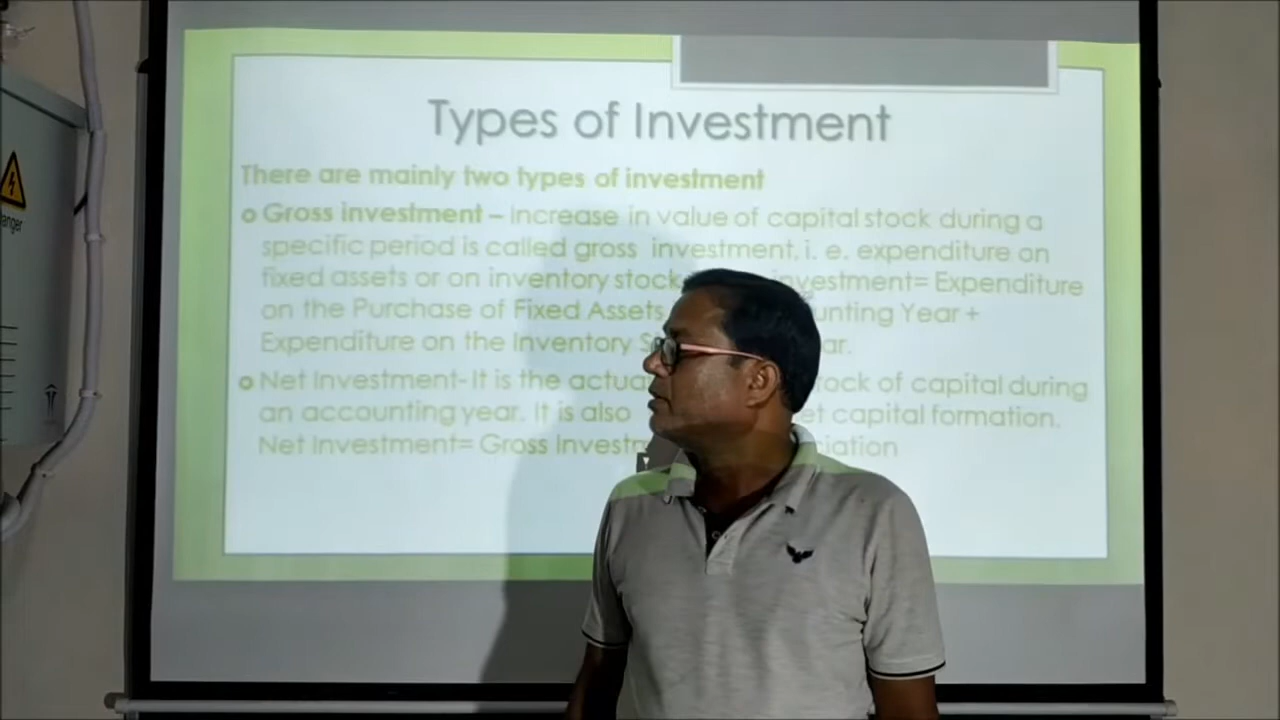 Types of Investment
There are mainly two types of investment
Gross investment – Increase in value of capital stock during a
specific period is called gross investment, i. e. expenditure on
fixed assets or on inventory stock investment= Expenditure
on the Purchase of Fixed Assets unting Year +
Expenditure on the Inventory S ar.
Net Investment- It is the actua tock of capital during
an accounting year. It is also et capital formation.
Net Investment= Gross Investm ciation
anger